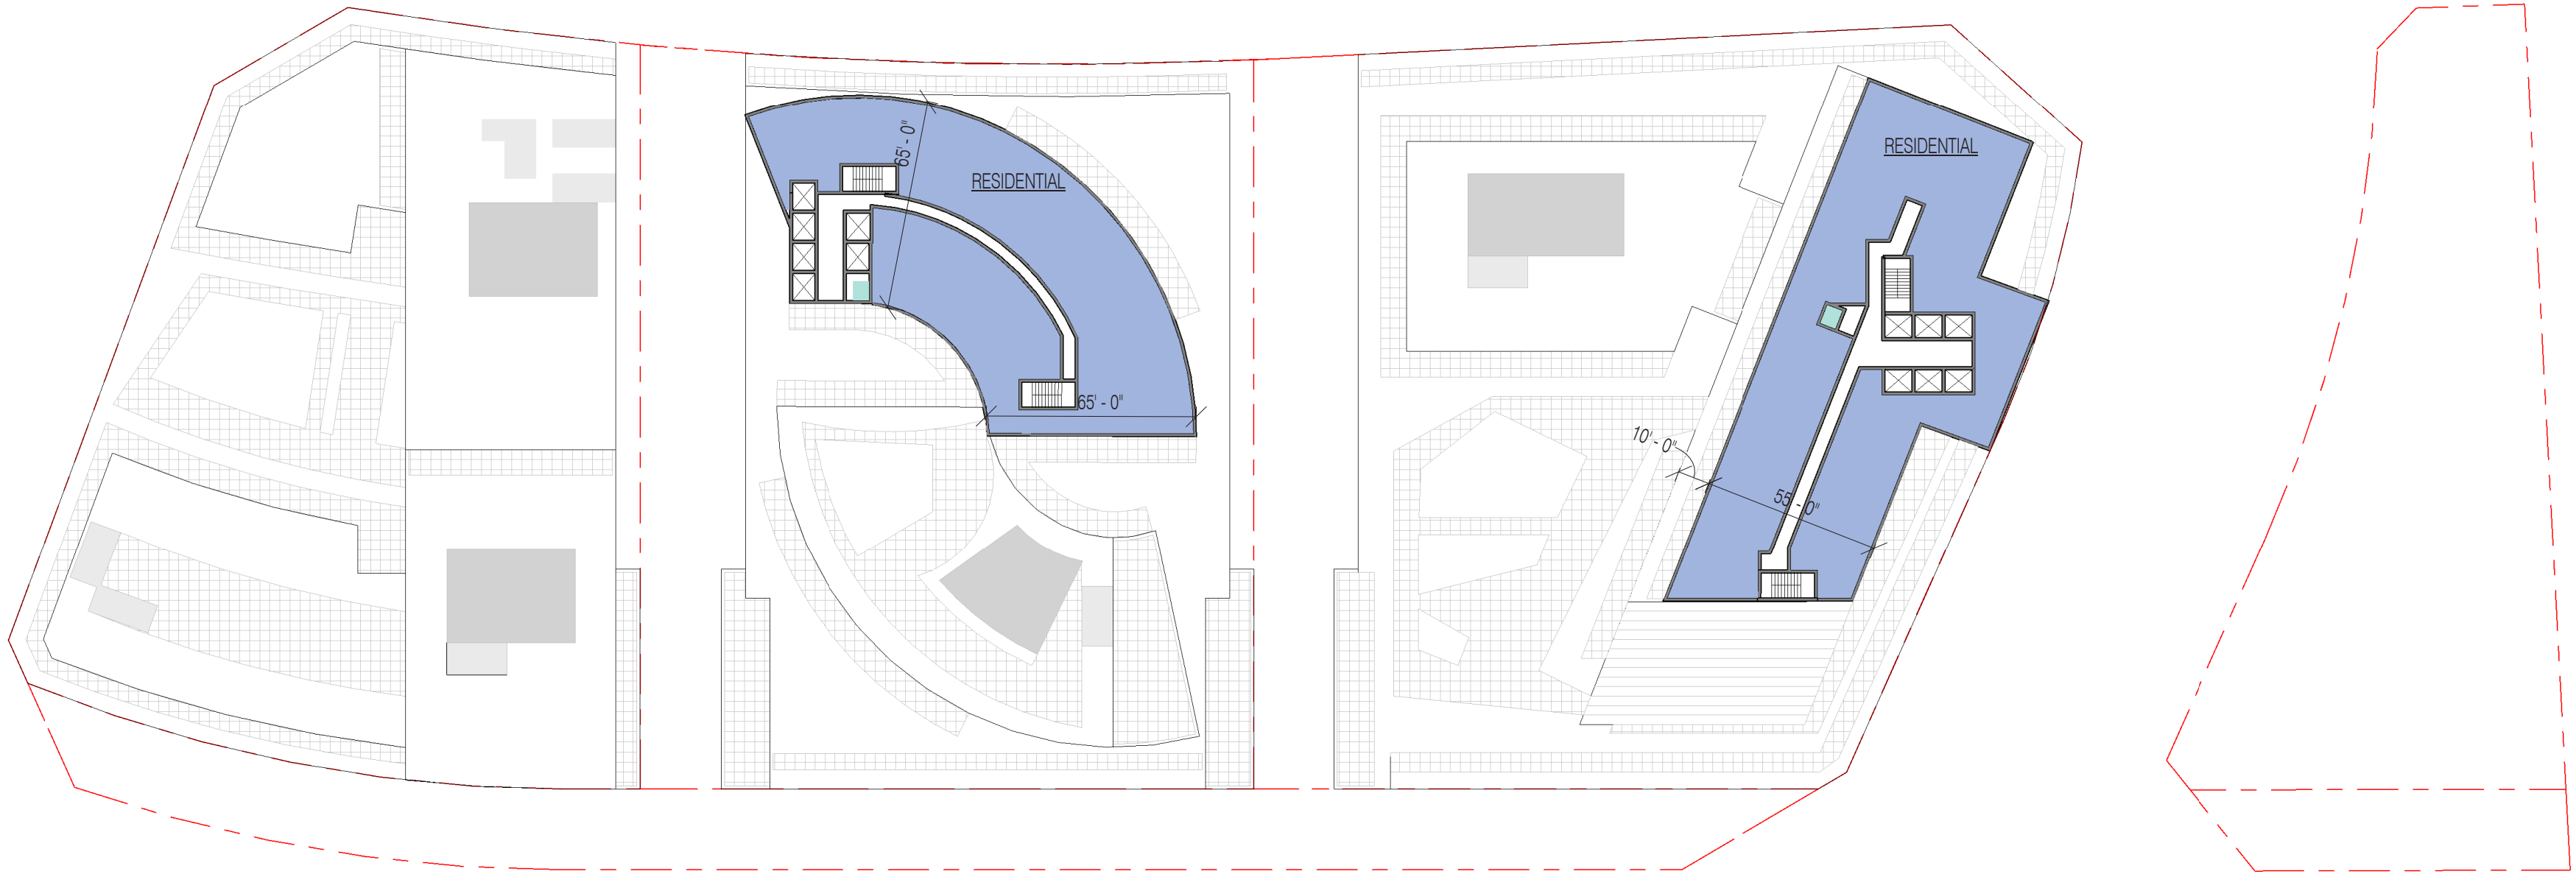 65' - 0"
RESIDENTIAL
RESIDENTIAL
65' - 0"
10' - 0"
55' - 0"